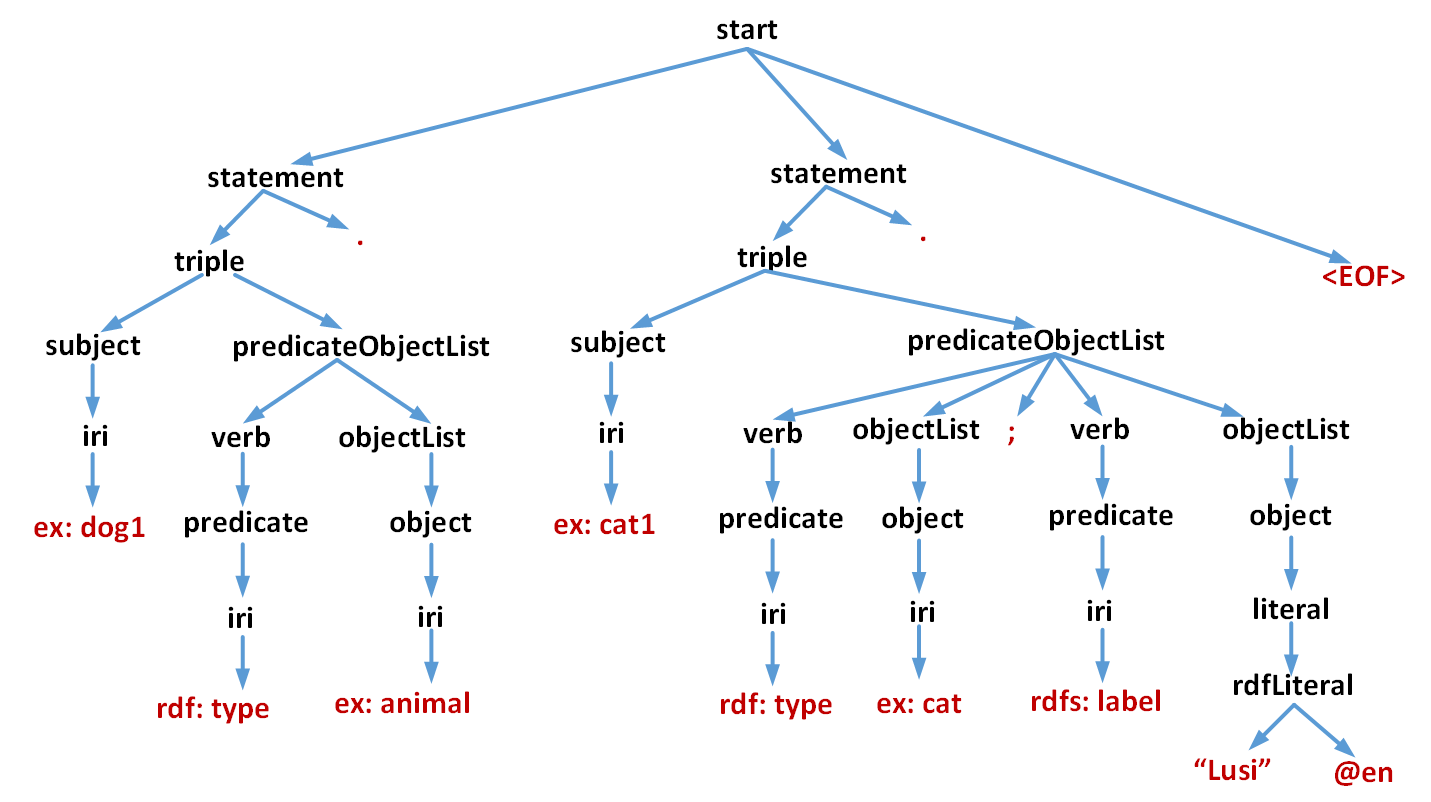 start
statement
statement
.
.
triple
triple
<EOF>
subject
predicateObjectList
subject
predicateObjectList
iri
verb
objectList
iri
verb
objectList
;
verb
objectList
ex: dog1
predicate
object
ex: cat1
predicate
object
predicate
object
iri
iri
iri
iri
iri
literal
rdf: type
ex: animal
rdf: type
ex: cat
rdfs: label
rdfLiteral
“Lusi”
@en